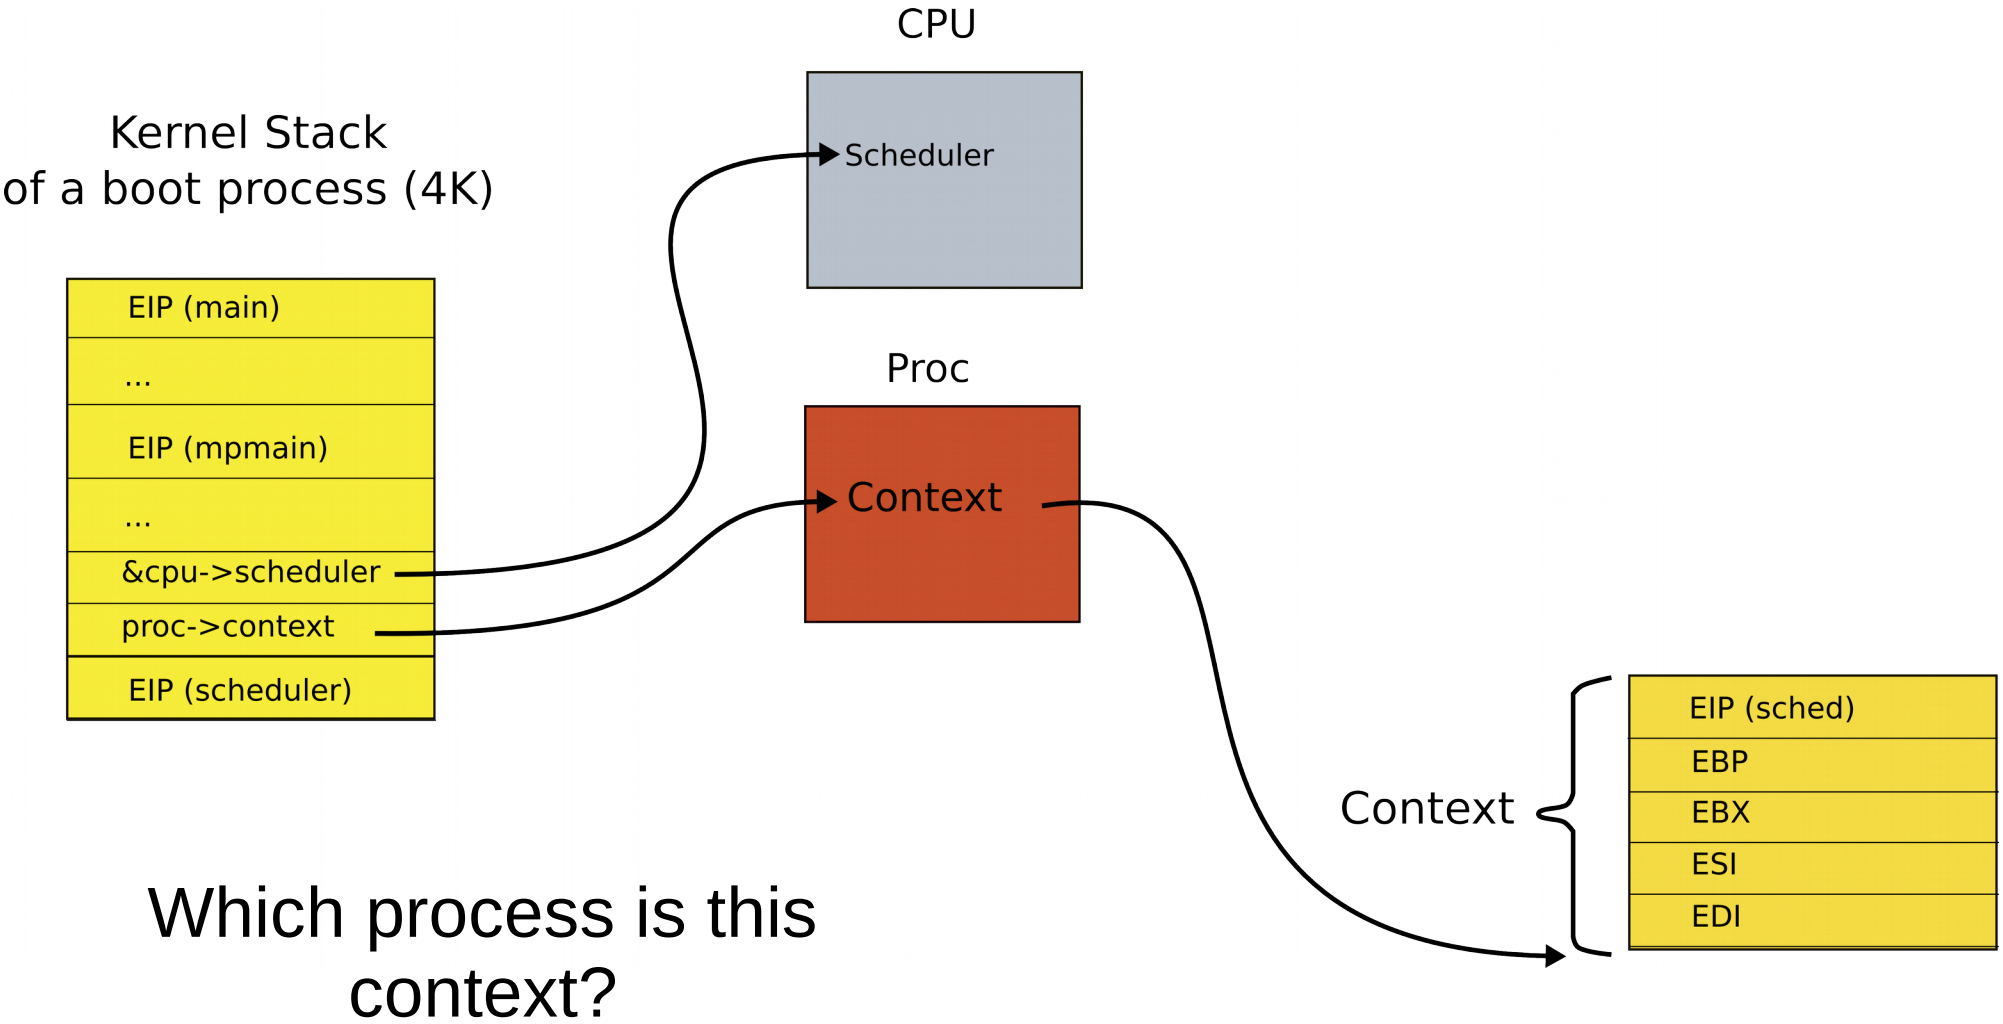 CPU
Scheduler
Kernel Stack
of a boot process (4K)
EIP (main)
...
EIP (mpmain)
...
&cpu->scheduler
proc->context
EIP (scheduler)
Proc
Context
Context
EIP (sched)
EBP
EBX
ESI
EDI
Which process is this
context?